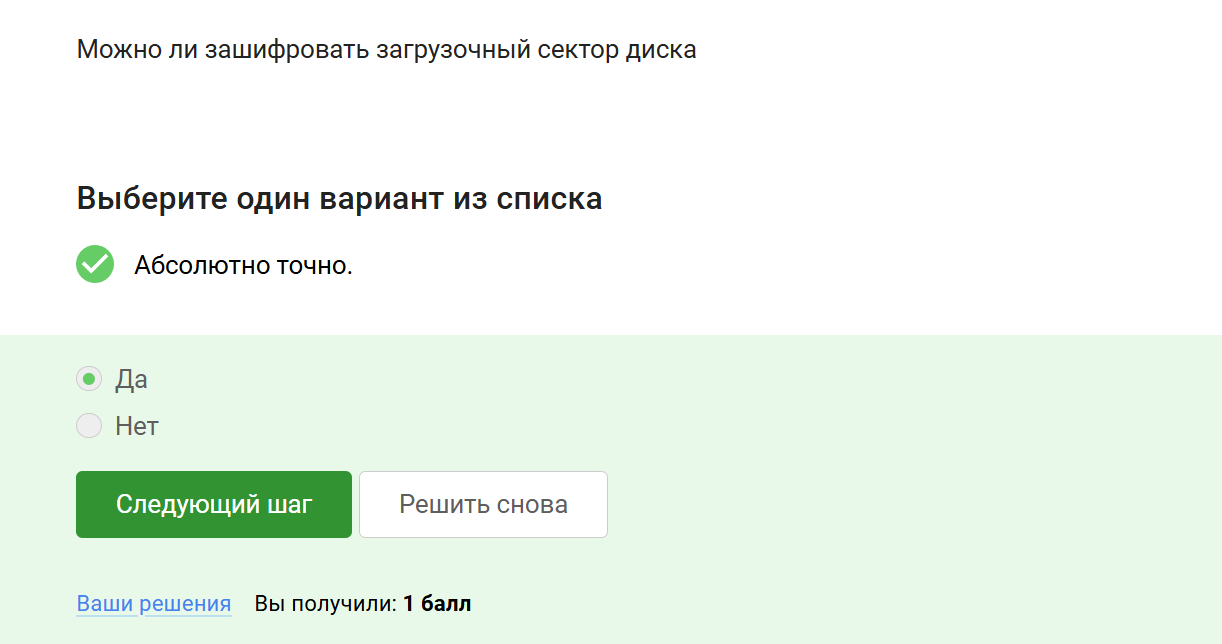 Можно ли зашифровать загрузочный сектор диска
Выберите один вариант из списка
Абсолютно точно.
Да
Нет
Следующий шаг Решить снова
Ваши решения Вы получили: 1 балл